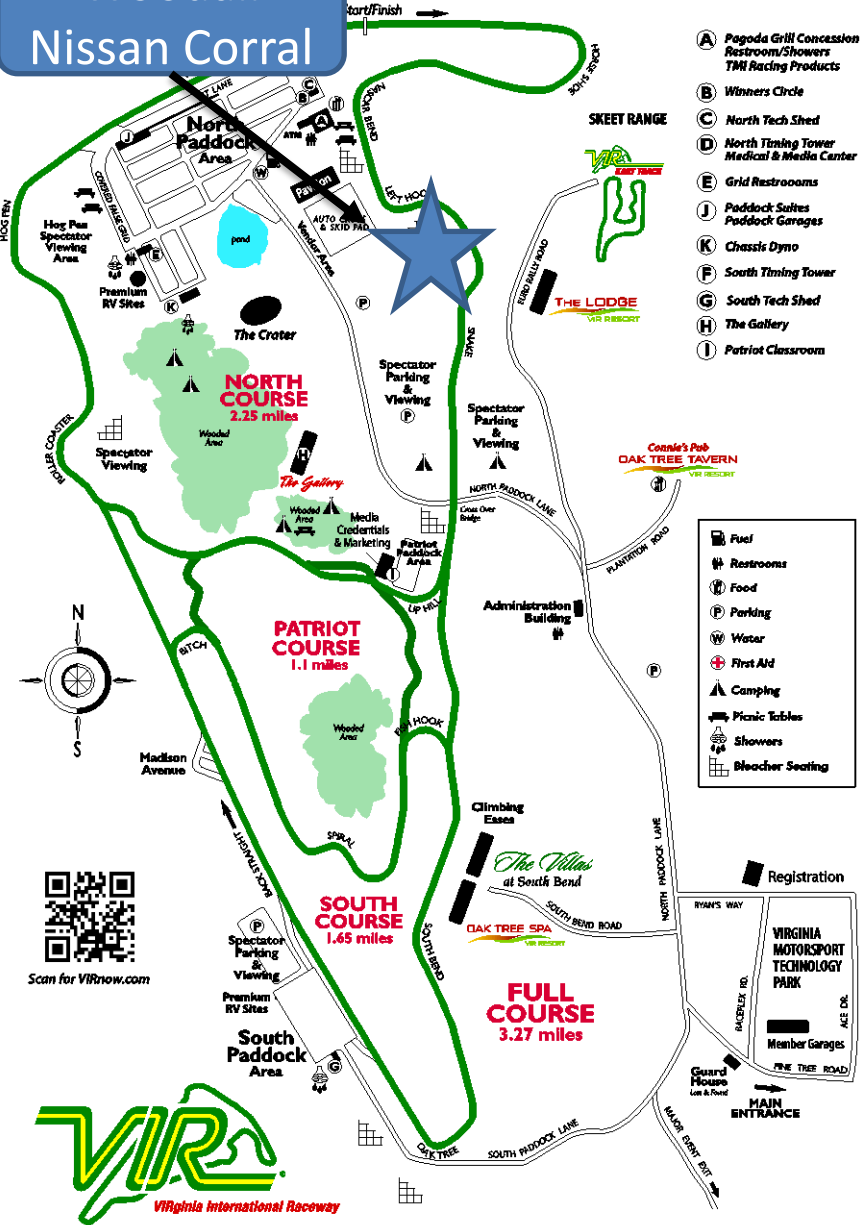 Nissan Corral
Start/Finish
HORSE SHOE
NASCAR BEND
LANE
North
Paddock
Area
ATM
A
B
C
J
W
Pavilion
LEFT HOOK
AUTO CROSS
& SKID PAD
Vendor Area
COVERED FALSE GRID
HOG PEN
Hog Pen
Spectator
Viewing
Area
E
Premium
RV Sites
K
pond
The Crater
P
SKEET RANGE
VIR
KART TRACK
EURO RALLY ROAD
THE LODGE
VIR RESORT
SNAKE
A Pagoda Grill Concession
Restroom/Showers
TMI Racing Products
B Winners Circle
C North Tech Shed
D North Timing Tower
Medical & Media Center
E Grid Restrooms
J Paddock Suites
Paddock Garages
K Chassis Dyno
F South Timing Tower
G South Tech Shed
H The Gallery
I Patriot Classroom
NORTH
COURSE
2.25 miles
Wooded
Area
Spectator
Parking
&
Viewing
P
Spectator
Parking
&
Viewing
ROLLER COASTER
Spectator
Viewing
H
The Gallery
Wooded
Area
Media
Credentials
& Marketing
Patriot
Paddock
Area
I
NORTH PADDOCK LANE
Cross Over
Bridge
Connie's Pub
OAK TREE TAVERN
VIR RESORT
PLANTATION ROAD
Fuel
Restrooms
Food
P Parking
W Water
First Aid
Camping
Picnic Tables
Showers
Bleacher Seating
UP HILL
Administration
Building
P
N
S
BITCH
PATRIOT
COURSE
1.1 miles
Wooded
Area
FISH HOOK
Madison
Avenue
BACK STRAIGHT
SPIRAL
Climbing
Eases
The Villas
at South Bend
OAK TREE SPA
VIR RESORT
SOUTH BEND ROAD
NORTH PADDOCK LANE
Registration
RYAN'S WAY
VIRGINIA
MOTORSPORT
TECHNOLOGY
PARK
RACEPLEX RD.
ACE DR.
Member Garages
PINE TREE ROAD
Scan for VIRnow.com
P
Spectator
Parking
&
Viewing
Premium
RV Sites
South
Paddock
Area
G
SOUTH
COURSE
1.65 miles
SOUTH BEND
FULL
COURSE
3.27 miles
Guard
House
Lost & Found
MAIN
ENTRANCE
MAJOR EVENT EXIT
OAK TREE
SOUTH PADDOCK LANE
VIR
VIRginia International Raceway